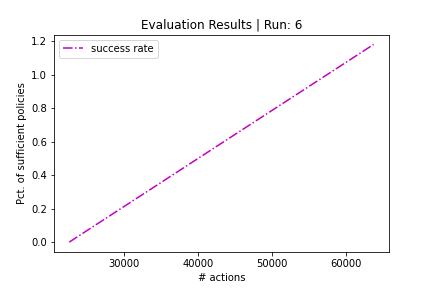 Evaluation Results | Run: 6
success rate
Pct. of sufficient policies
1.2
1.0
0.8
0.6
0.4
0.2
0.0
30000 40000 50000 60000
# actions